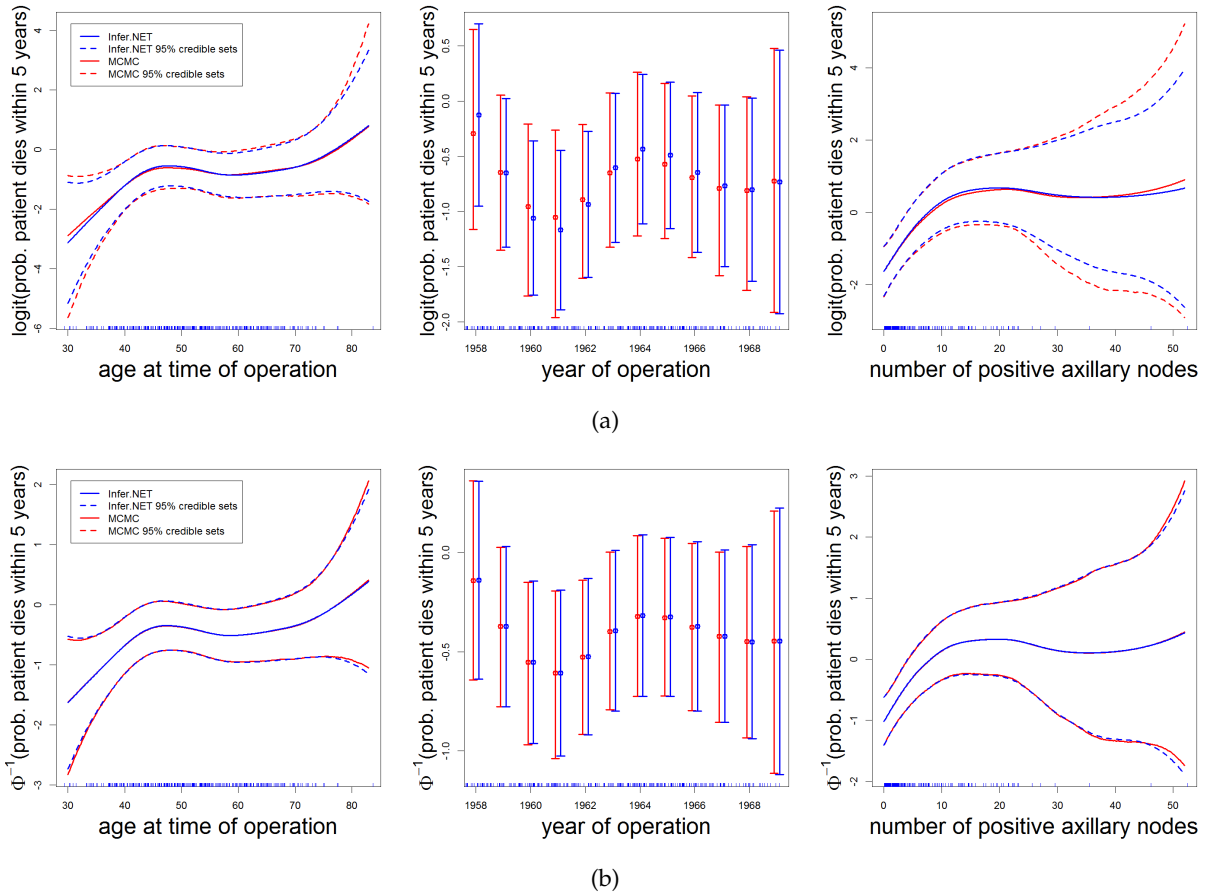 logit(prob. patient dies within 5 years)
4
2
0
-2
-4
-6
Infer.NET
Infer.NET 95% credible sets
MCMC
MCMC 95% credible sets
30 40 50 60 70 80
age at time of operation
logit(prob. patient dies within 5 years)
0.5
0.0
-0.5
-1.0
-1.5
-2.0
1958 1960 1962 1964 1966 1968
year of operation
logit(prob. patient dies within 5 years)
4
2
0
-2
0 10 20 30 40 50
number of positive axillary nodes
(a)
Φ⁻¹(prob. patient dies within 5 years)
2
1
0
-1
-2
-3
Infer.NET
Infer.NET 95% credible sets
MCMC
MCMC 95% credible sets
30 40 50 60 70 80
age at time of operation
Φ⁻¹(prob. patient dies within 5 years)
0.0
-0.5
-1.0
1958 1960 1962 1964 1966 1968
year of operation
Φ⁻¹(prob. patient dies within 5 years)
3
2
1
0
-1
-2
0 10 20 30 40 50
number of positive axillary nodes
(b)